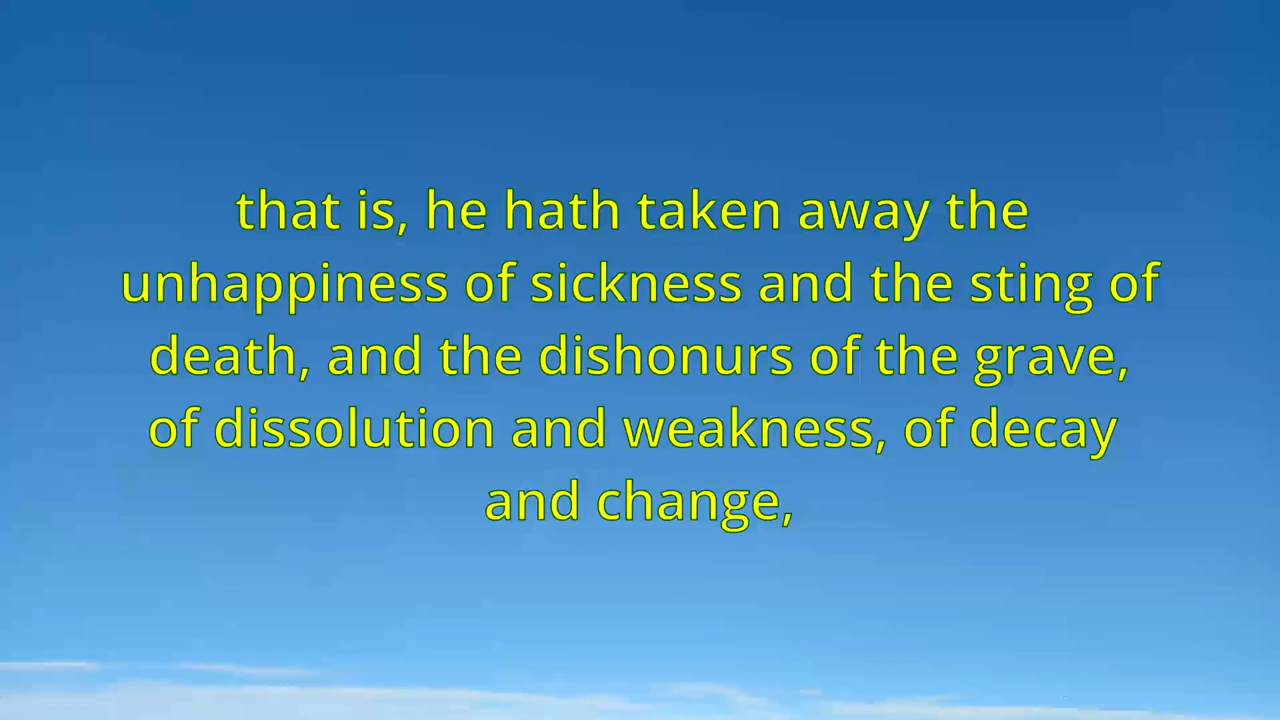 that is, he hath taken away the
unhappiness of sickness and the sting of
death, and the dishonurs of the grave,
of dissolution and weakness, of decay
and change,